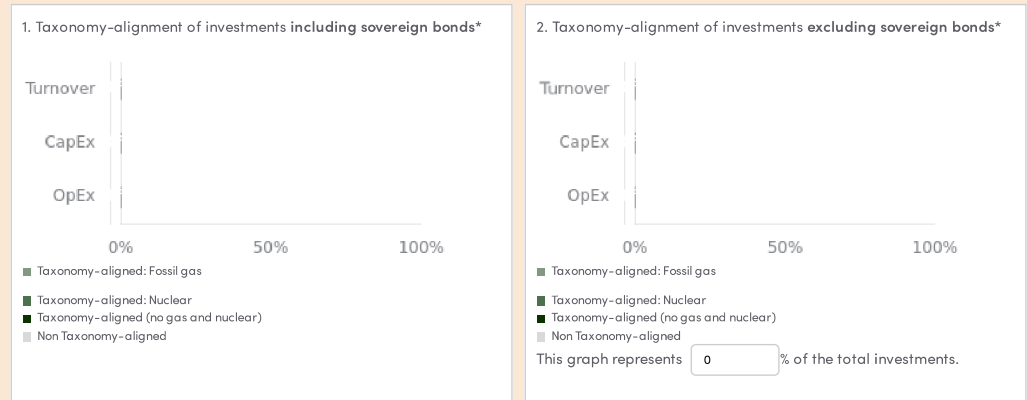 1. Taxonomy-alignment of investments including sovereign bonds*
Turnover
CapEx
OpEx
0% 50% 100%
Taxonomy-aligned: Fossil gas
Taxonomy-aligned: Nuclear
Taxonomy-aligned (no gas and nuclear)
Non Taxonomy-aligned
2. Taxonomy-alignment of investments excluding sovereign bonds*
Turnover
CapEx
OpEx
0% 50% 100%
Taxonomy-aligned: Fossil gas
Taxonomy-aligned: Nuclear
Taxonomy-aligned (no gas and nuclear)
Non Taxonomy-aligned
This graph represents 0 % of the total investments.